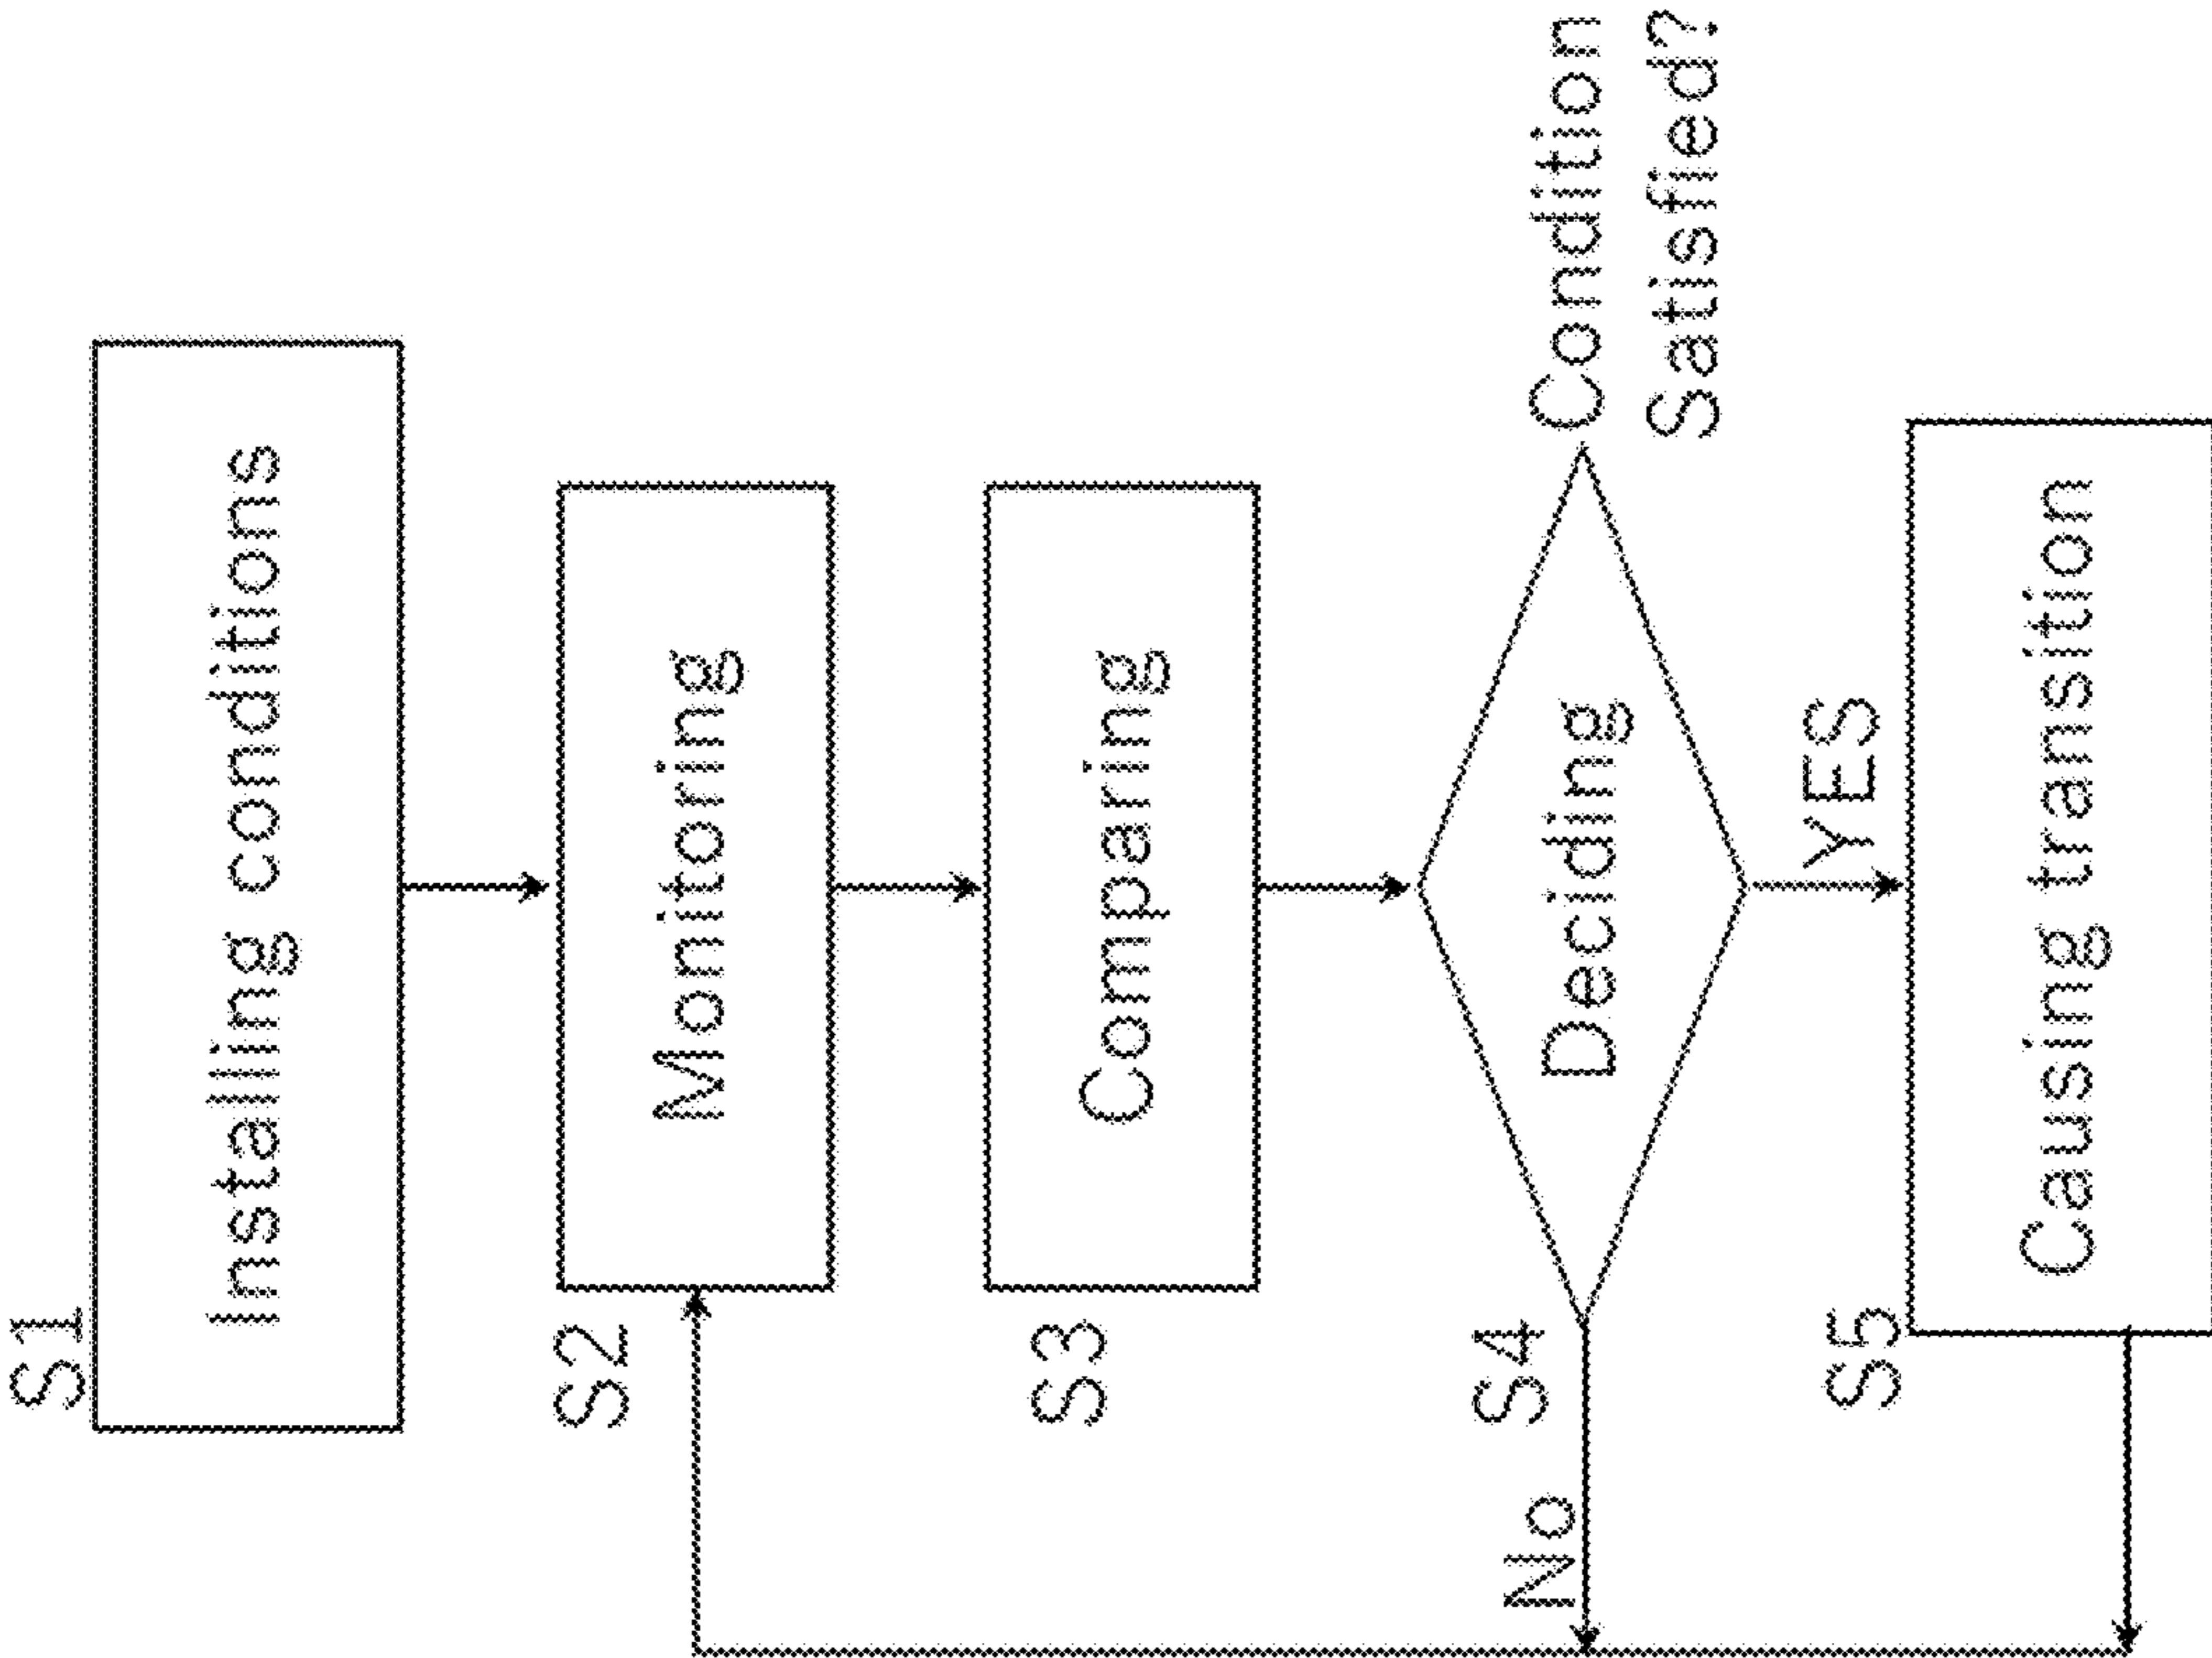 S1
Installing conditions
S2
Monitoring
S3
Comparing
S4
Deciding
Condition
Satisfied?
No
YES
S5
Causing transition